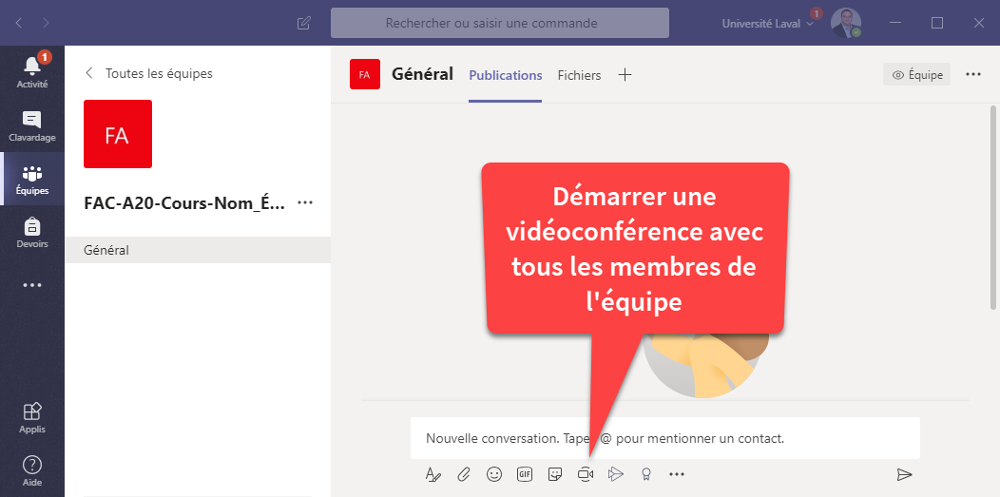 Rechercher ou saisir une commande
Université Laval
1
1
Activité
Clavardage
Équipes
Devoirs
Applis
Aide
Toutes les équipes
FA
FAC-A20-Cours-Nom_É...
Général
FA
Général
Publications
Fichiers
Équipe
Démarrer une
vidéoconférence avec
tous les membres de
l'équipe
Nouvelle conversation. Tape @ pour mentionner un contact.
GIF